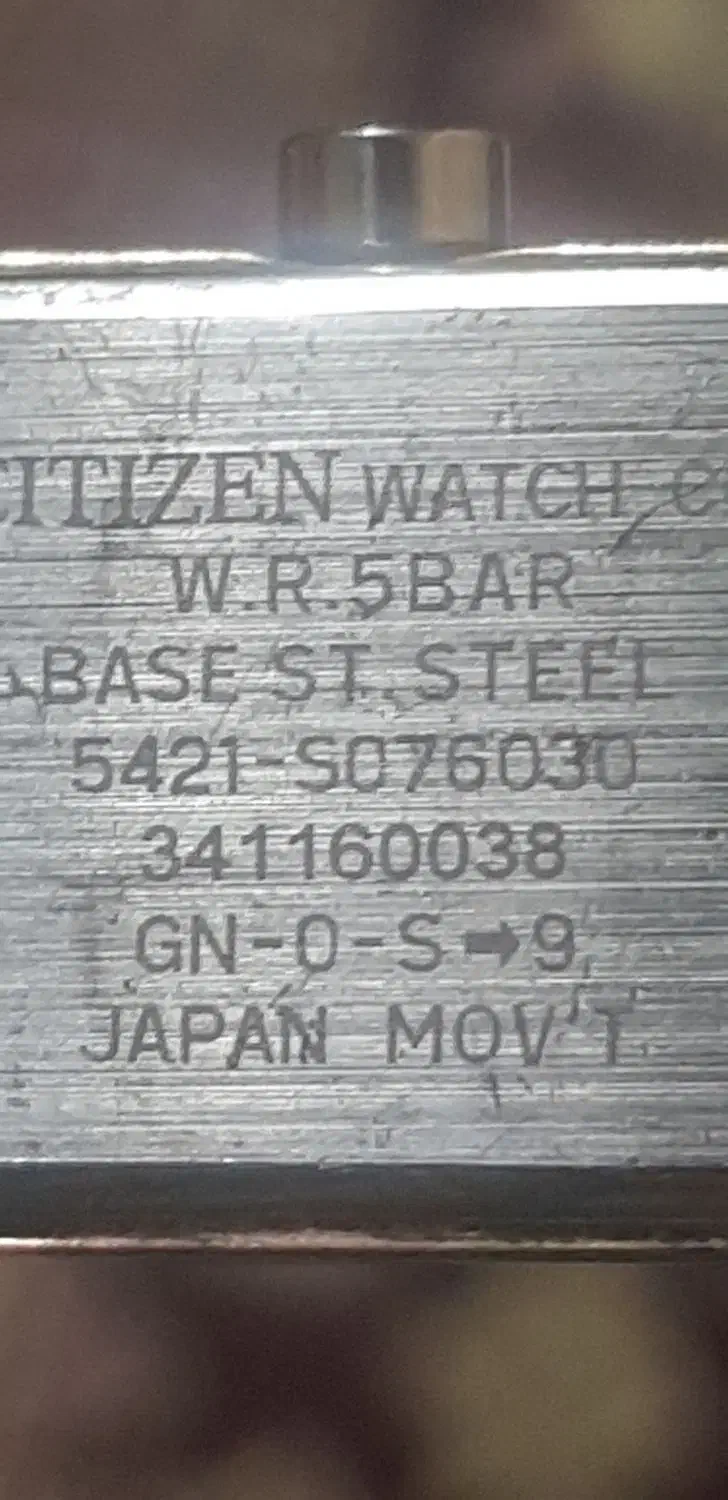 CITIZEN WATCH C
W.R.5BAR
BASE ST. STEEL
5421-S076030
341160038
GN-0-S➡9
JAPAN MOV'T